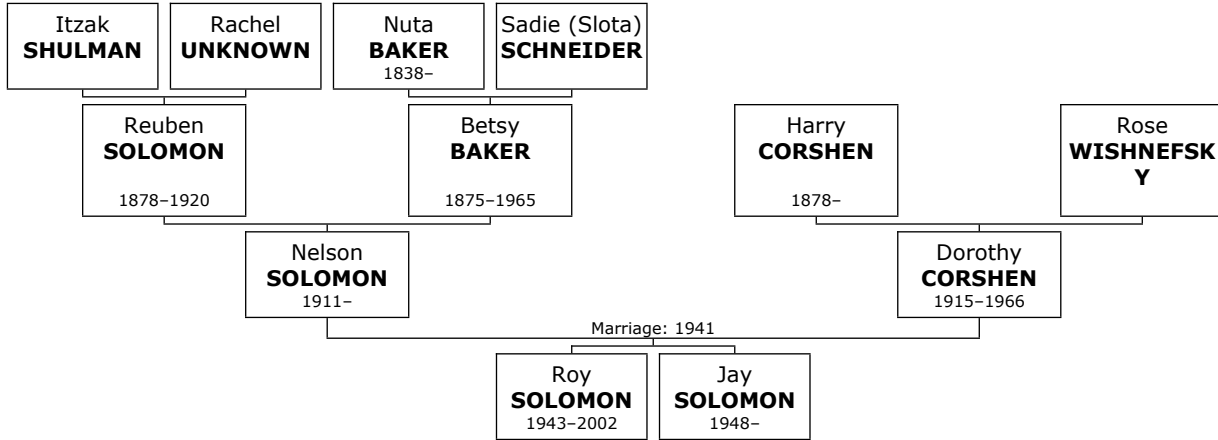 Itzak
SHULMAN
Rachel
UNKNOWN
Nuta
BAKER
1838–
Sadie (Slota)
SCHNEIDER
Reuben
SOLOMON
1878–1920
Betsy
BAKER
1875–1965
Harry
CORSHEN
1878–
Rose
WISHNEFSK
Y
Nelson
SOLOMON
1911–
Dorothy
CORSHEN
1915–1966
Marriage: 1941
Roy
SOLOMON
1943–2002
Jay
SOLOMON
1948–